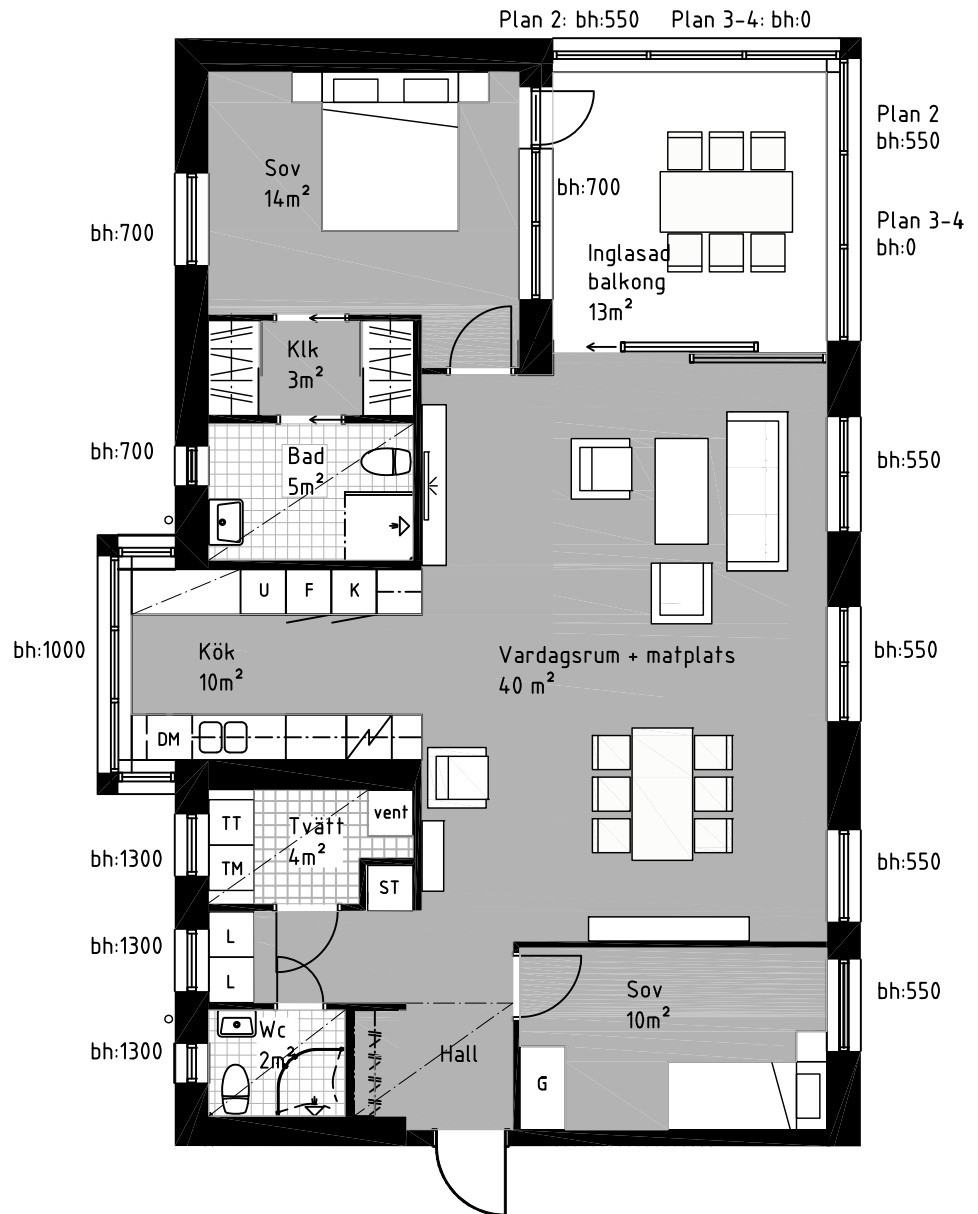 Plan 2: bh:550 Plan 3-4: bh:0
Plan 2
bh:550
Sov
14m²
bh:700
bh:700
Plan 3-4
bh:0
Inglasad
balkong
13m²
Klk
3m²
bh:700
Bad
5m²
bh:550
U F K
bh:1000
Kök
10m²
Vardagsrum + matplats
40 m²
bh:550
DM
TT
Tvätt
4m²
vent
bh:1300
TM
ST
bh:550
bh:1300
L
L
Sov
10m²
bh:550
bh:1300
Wc
2m²
Hall
G